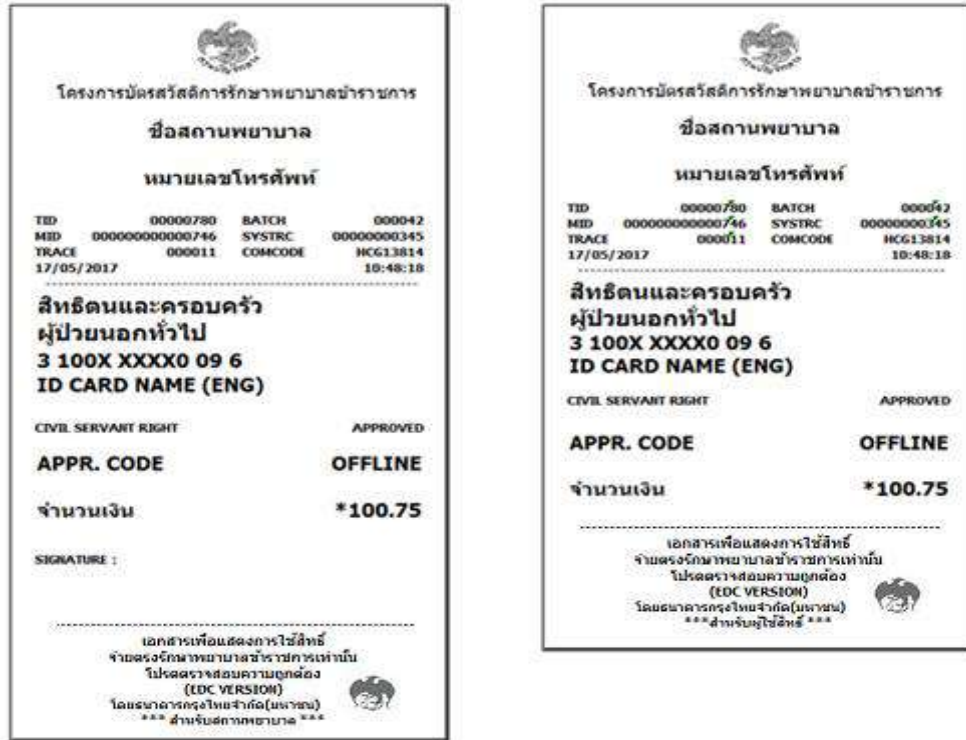 โครงการบัตรสวัสดิการรักษาพยาบาลข้าราชการ
ชื่อสถานพยาบาล
หมายเลขโทรศัพท์
TID 00000780 BATCH 000042
MID 000000000000746 SYSTRC 00000000345
TRACE 000011 COMCODE HCG13814
17/05/2017 10:48:18
สิทธิตนและครอบครัว
ผู้ป่วยนอกทั่วไป
3 100X XXXX0 09 6
ID CARD NAME (ENG)
CIVIL SERVANT RIGHT APPROVED
APPR. CODE OFFLINE
จำนวนเงิน *100.75
SIGNATURE :
เอกสารเพื่อแสดงการใช้สิทธิ์
จ่ายตรงรักษาพยาบาลข้าราชการเท่านั้น
โปรดตรวจสอบความถูกต้อง
(EDC VERSION)
โดยธนาคารกรุงไทยจำกัด(มหาชน)
*** สำหรับสถานพยาบาล ***
โครงการบัตรสวัสดิการรักษาพยาบาลข้าราชการ
ชื่อสถานพยาบาล
หมายเลขโทรศัพท์
TID 00000780 BATCH 000042
MID 000000000000746 SYSTRC 00000000345
TRACE 000011 COMCODE HCG13814
17/05/2017 10:48:18
สิทธิตนและครอบครัว
ผู้ป่วยนอกทั่วไป
3 100X XXXX0 09 6
ID CARD NAME (ENG)
CIVIL SERVANT RIGHT APPROVED
APPR. CODE OFFLINE
จำนวนเงิน *100.75
เอกสารเพื่อแสดงการใช้สิทธิ์
จ่ายตรงรักษาพยาบาลข้าราชการเท่านั้น
โปรดตรวจสอบความถูกต้อง
(EDC VERSION)
โดยธนาคารกรุงไทยจำกัด(มหาชน)
***สำหรับผู้ใช้สิทธิ์ ***